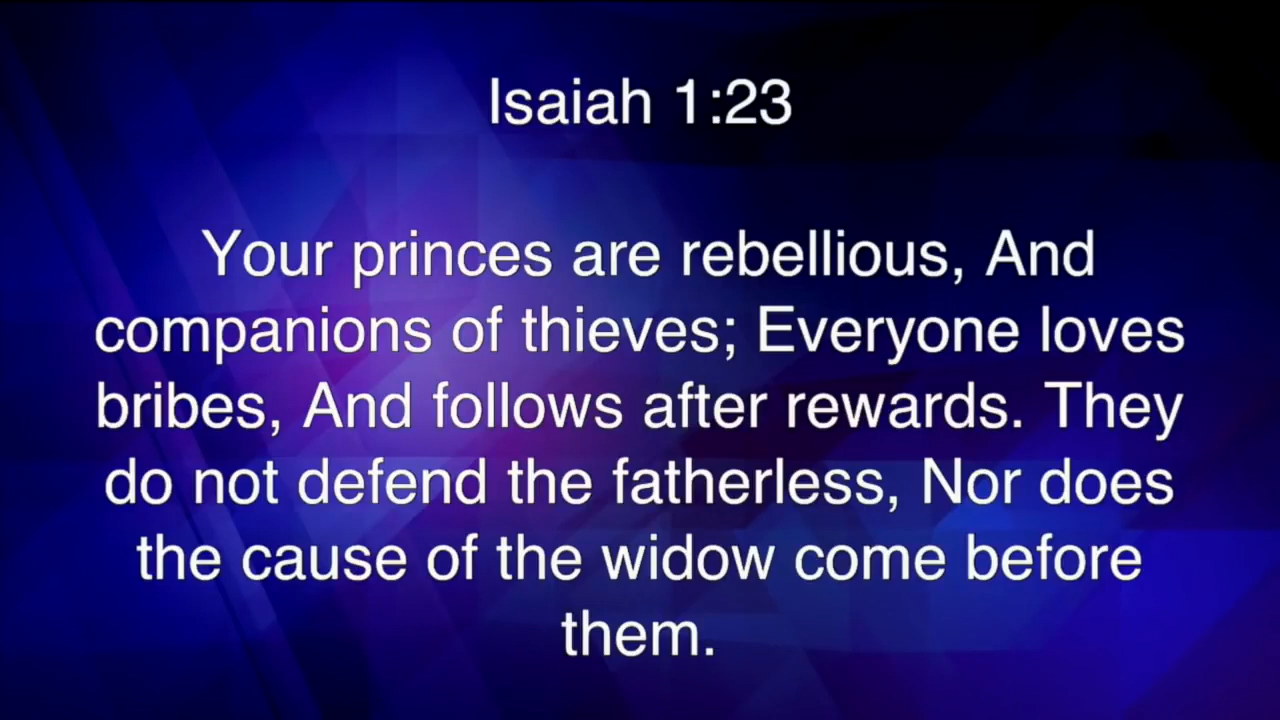 Isaiah 1:23
Your princes are rebellious, And
companions of thieves; Everyone loves
bribes, And follows after rewards. They
do not defend the fatherless, Nor does
the cause of the widow come before
them.